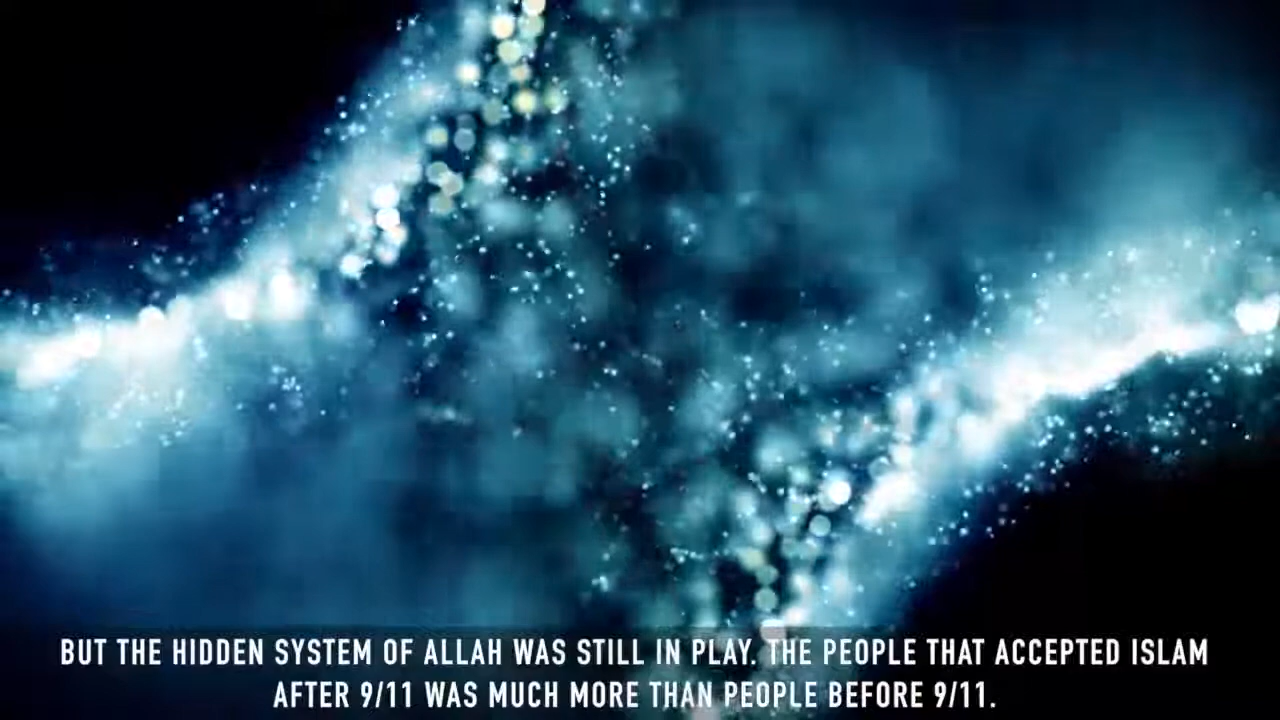 BUT THE HIDDEN SYSTEM OF ALLAH WAS STILL IN PLAY. THE PEOPLE THAT ACCEPTED ISLAM
AFTER 9/11 WAS MUCH MORE THAN PEOPLE BEFORE 9/11.